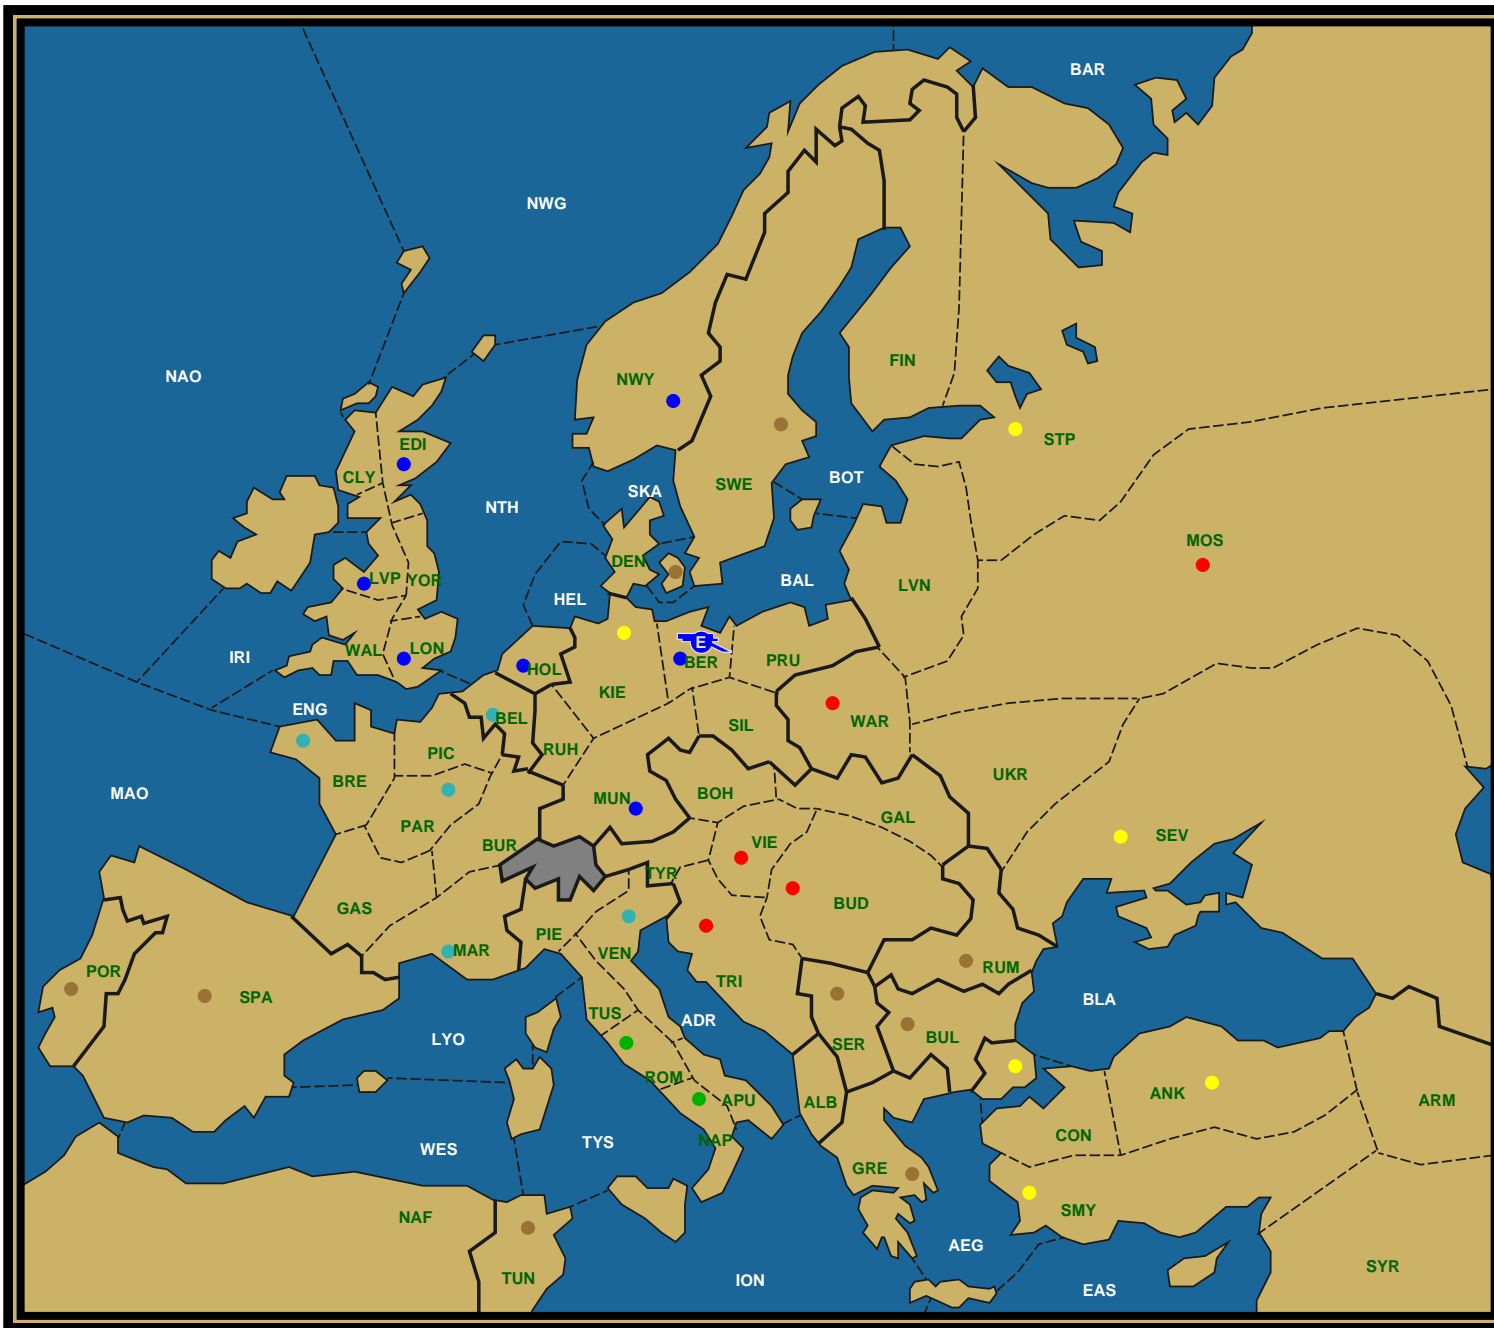 BAR
NWG
NAO
FIN
NWY
STP
EDI
CLY
SWE
BOT
SKA
NTH
MOS
DEN
LVP
YOR
BAL
LVN
HEL
E
WAL
LON
IRI
HOL
BER
PRU
KIE
ENG
BEL
WAR
SIL
PIC
RUH
UKR
BRE
MAO
BOH
MUN
GAL
PAR
SEV
VIE
BUR
TYR
BUD
GAS
PIE
MAR
VEN
RUM
POR
SPA
TRI
BLA
TUS
ADR
LYO
BUL
SER
ROM
ANK
APU
ALB
ARM
CON
NAP
TYS
WES
GRE
SMY
NAF
AEG
SYR
TUN
ION
EAS